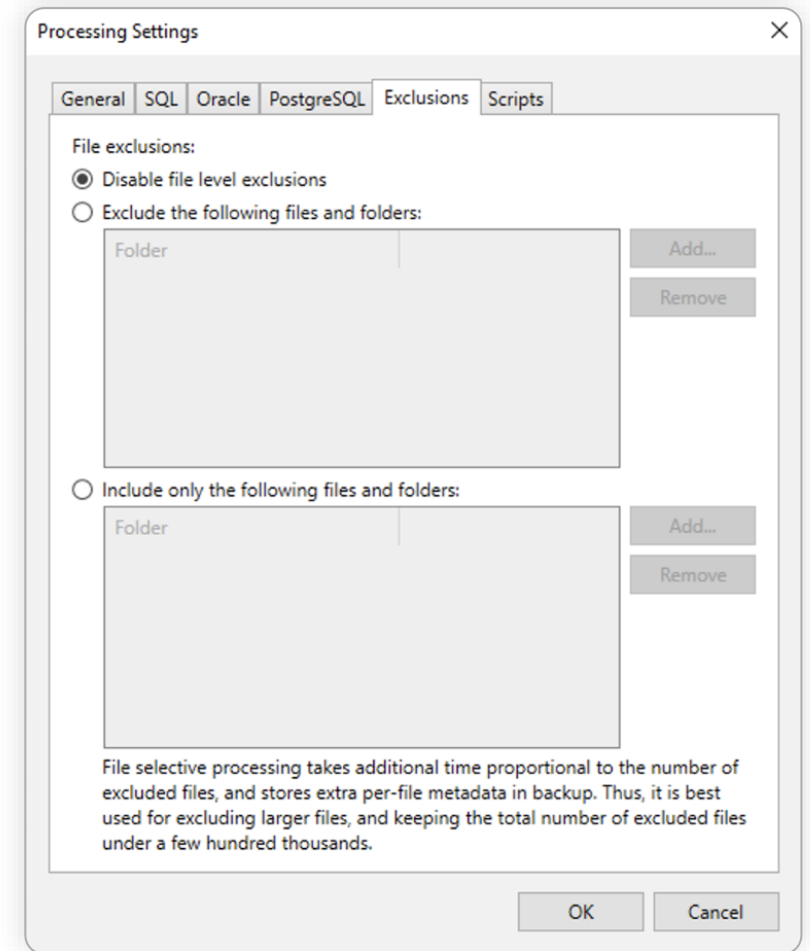 Processing Settings
General SQL Oracle PostgreSQL Exclusions Scripts
File exclusions:
Disable file level exclusions
Exclude the following files and folders:
Folder
Add...
Remove
Include only the following files and folders:
Folder
Add...
Remove
File selective processing takes additional time proportional to the number of
excluded files, and stores extra per-file metadata in backup. Thus, it is best
used for excluding larger files, and keeping the total number of excluded files
under a few hundred thousands.
OK Cancel